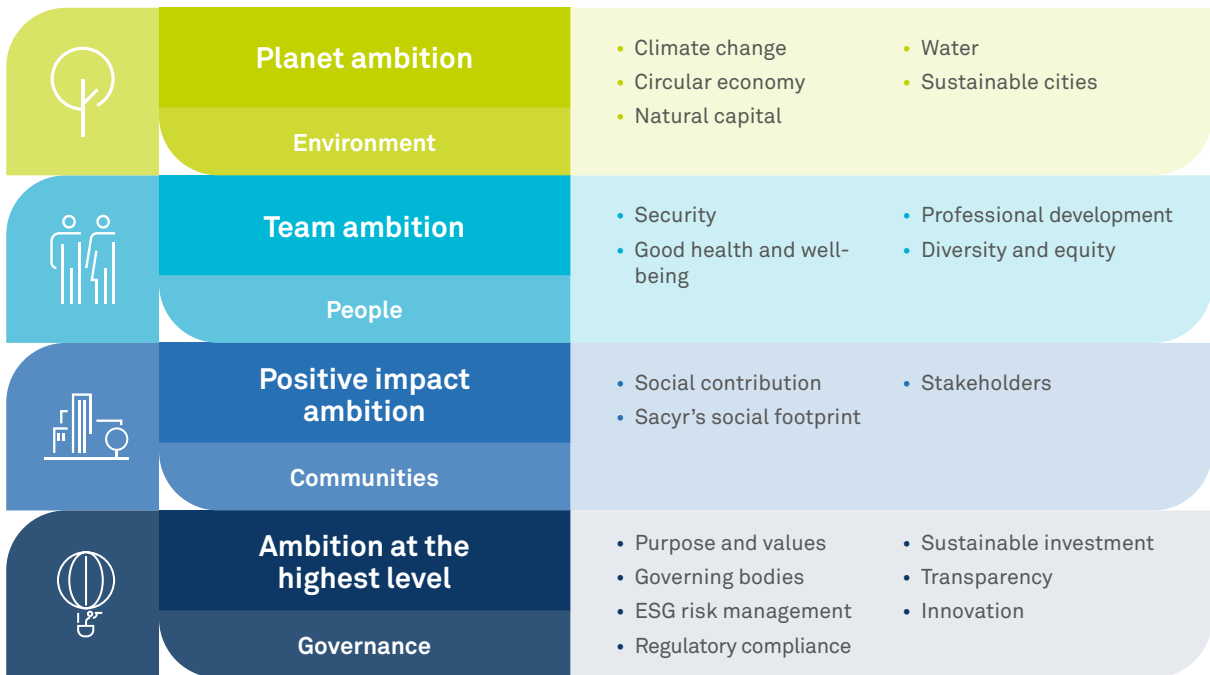 Planet ambition
Environment
• Climate change
• Circular economy
• Natural capital
• Water
• Sustainable cities
Team ambition
People
• Security
• Good health and well-
being
• Professional development
• Diversity and equity
Positive impact
ambition
Communities
• Social contribution
• Sacyr's social footprint
• Stakeholders
Ambition at the
highest level
Governance
• Purpose and values
• Governing bodies
• ESG risk management
• Regulatory compliance
• Sustainable investment
• Transparency
• Innovation